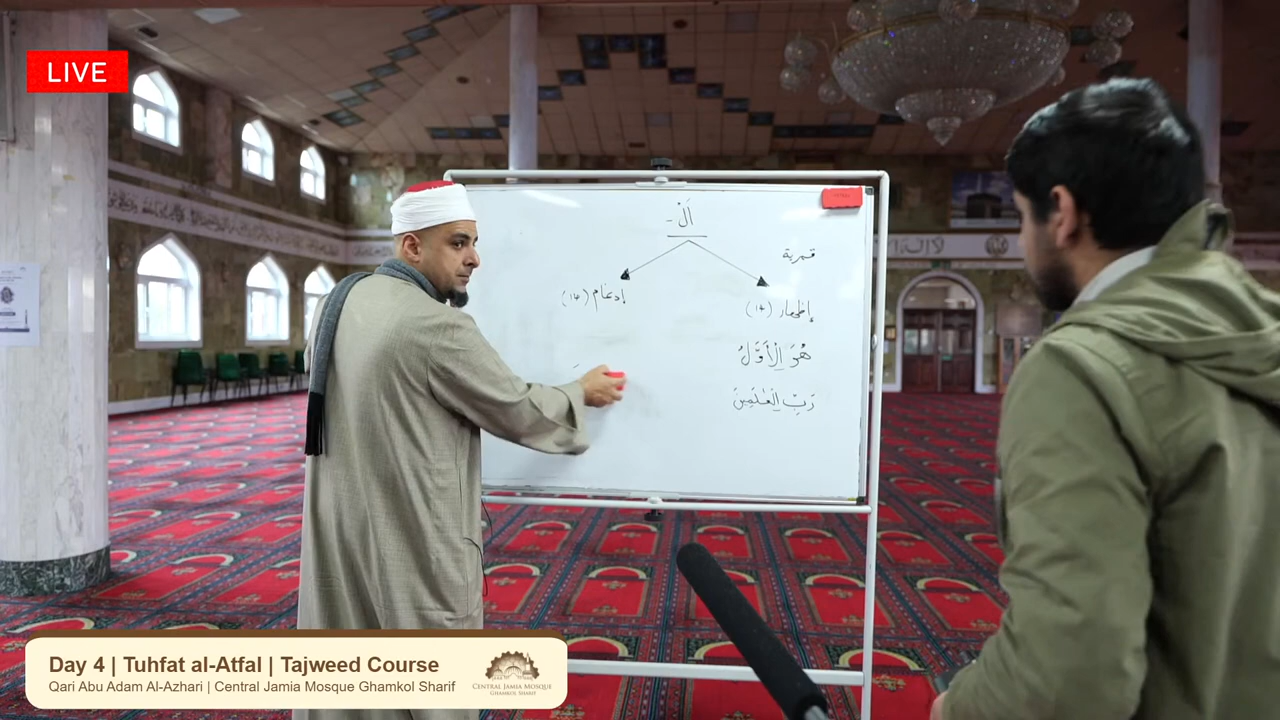 LIVE
اَلْ -
قمرية
إظهار (١٤)
إدغام (١٤)
هُوَ الْأَوَّلُ
رَبِّ الْعٰلَمِينَ
Day 4 | Tuhfat al-Atfal | Tajweed Course
Qari Abu Adam Al-Azhari | Central Jamia Mosque Ghamkol Sharif
CENTRAL JAMIA MOSQUE
GHAMKOL SHARIF